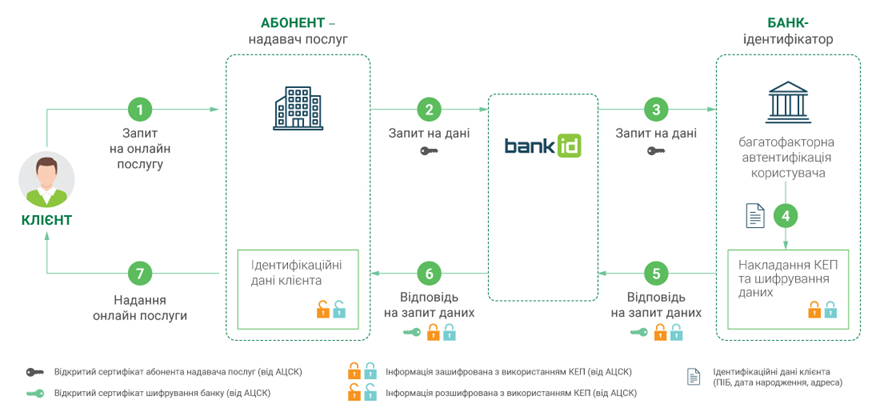 АБОНЕНТ –
надавач послуг
БАНК-
ідентифікатор
1
Запит
на онлайн
послугу
2
Запит на дані
bankid
3
Запит на дані
багатофакторна
автентифікація
користувача
4
КЛІЄНТ
7
Надання
онлайн послуги
Ідентифікаційні
дані клієнта
6
Відповідь
на запит даних
5
Відповідь
на запит даних
Накладання КЕП
та шифрування
даних
Відкритий сертифікат абонента надавача послуг (від АЦСК)
Відкритий сертифікат шифрування банку (від АЦСК)
Інформація зашифрована з використанням КЕП (від АЦСК)
Інформація розшифрована з використанням КЕП (від АЦСК)
Ідентифікаційні дані клієнта
(ПІБ, дата народження, адреса)